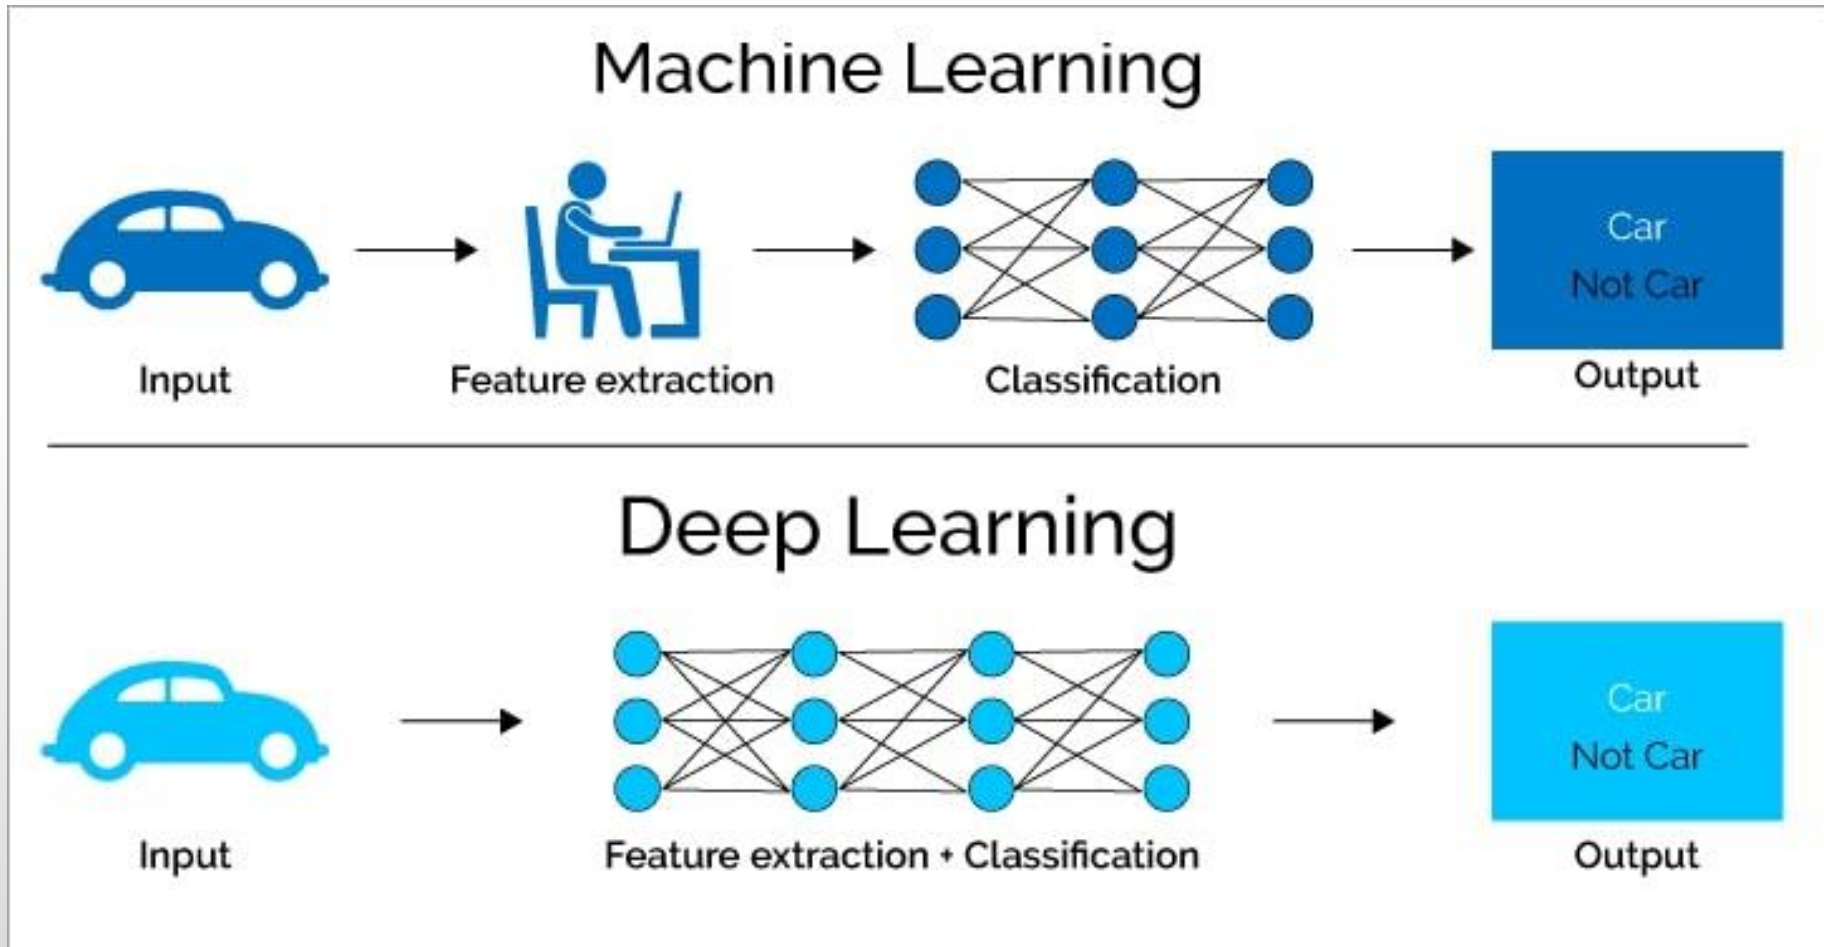 Machine Learning
Car
Not Car
Input
Feature extraction
Classification
Output
Deep Learning
Car
Not Car
Input
Feature extraction + Classification
Output